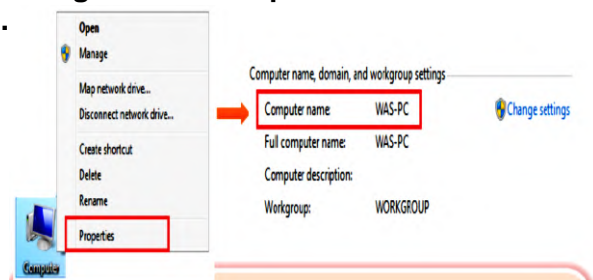 .
Open
Manage
Map network drive...
Disconnect network drive...
Create shortcut
Delete
Rename
Properties
Computer
Computer name, domain, and workgroup settings
Computer name: WAS-PC
Change settings
Full computer name: WAS-PC
Computer description:
Workgroup: WORKGROUP